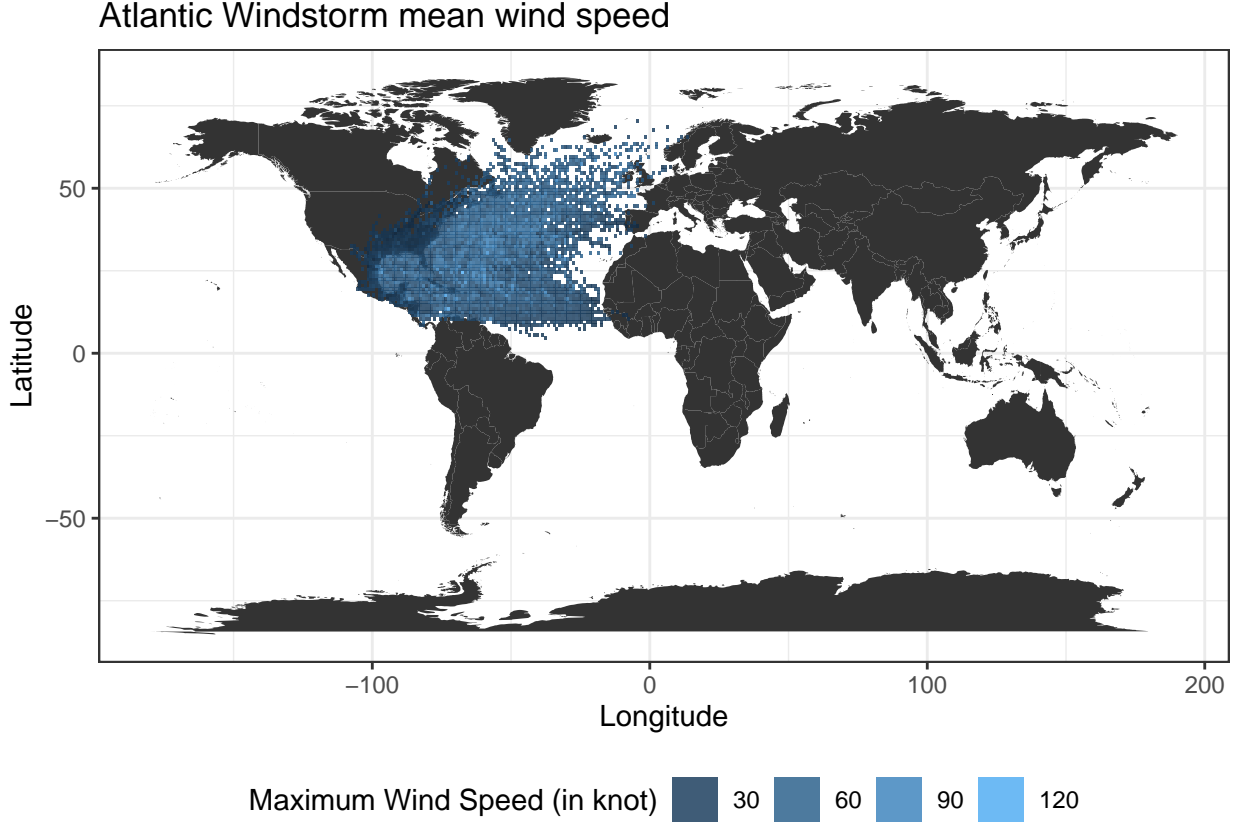 Atlantic Windstorm mean wind speed
Latitude
50
0
−50
−100 0 100 200
Longitude
Maximum Wind Speed (in knot) 30 60 90 120